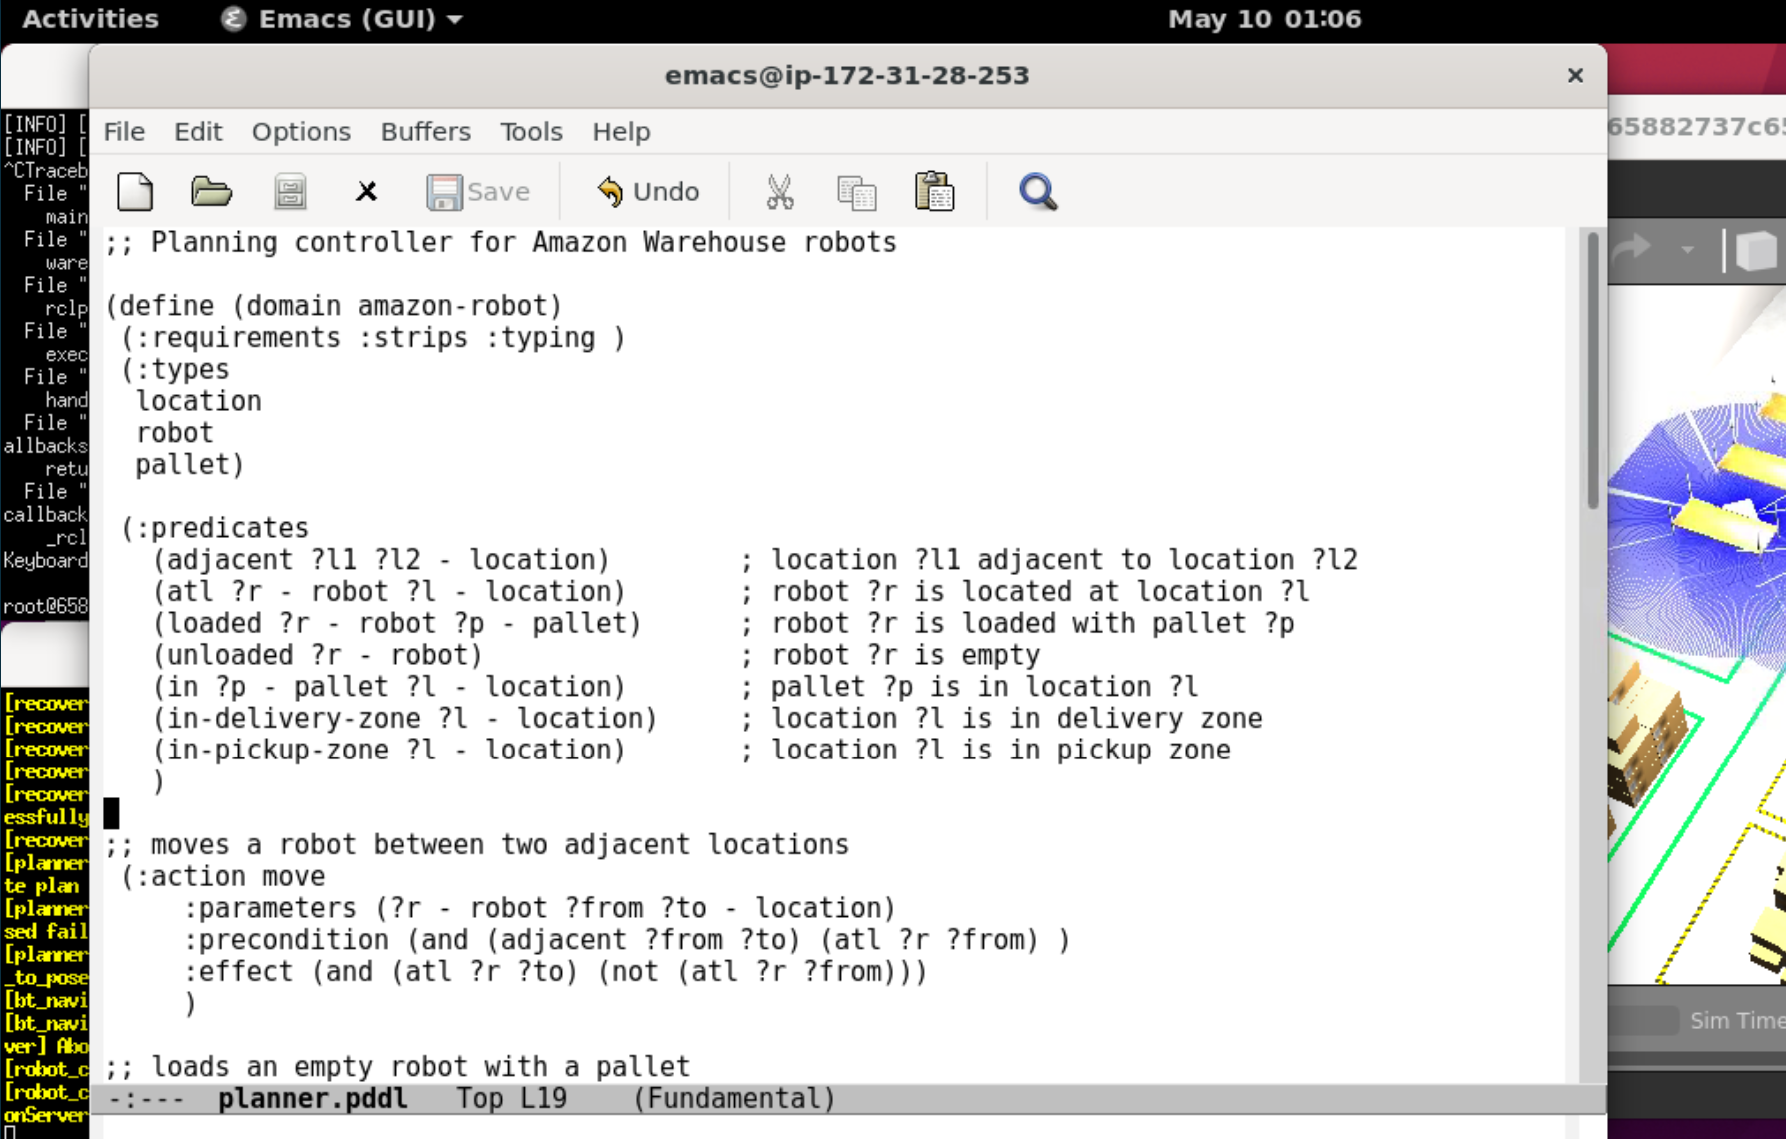 Activities Emacs (GUI) May 10 01:06
emacs@ip-172-31-28-253
File Edit Options Buffers Tools Help
Save Undo
;; Planning controller for Amazon Warehouse robots
(define (domain amazon-robot)
(:requirements :strips :typing )
(:types
location
robot
pallet)
(:predicates
(adjacent ?l1 ?l2 - location) ; location ?l1 adjacent to location ?l2
(atl ?r - robot ?l - location) ; robot ?r is located at location ?l
(loaded ?r - robot ?p - pallet) ; robot ?r is loaded with pallet ?p
(unloaded ?r - robot) ; robot ?r is empty
(in ?p - pallet ?l - location) ; pallet ?p is in location ?l
(in-delivery-zone ?l - location) ; location ?l is in delivery zone
(in-pickup-zone ?l - location) ; location ?l is in pickup zone
)
;; moves a robot between two adjacent locations
(:action move
:parameters (?r - robot ?from ?to - location)
:precondition (and (adjacent ?from ?to) (atl ?r ?from) )
:effect (and (atl ?r ?to) (not (atl ?r ?from)))
)
;; loads an empty robot with a pallet
-:--- planner.pddl Top L19 (Fundamental)
[INFO] [
[INFO] [
^CTraceb
File "
main
File "
ware
File "
rclp
File "
exec
File "
hand
File "
allbacks
retu
File "
callback
_rcl
Keyboard
root@658
[recover
[recover
[recover
[recover
[recover
essfully
[recover
[planner
te plan
[planner
sed fail
[planner
_to_pose
[bt_navi
[bt_navi
ver] Abo
[robot_c
[robot_c
onServer
65882737c65
Sim Time